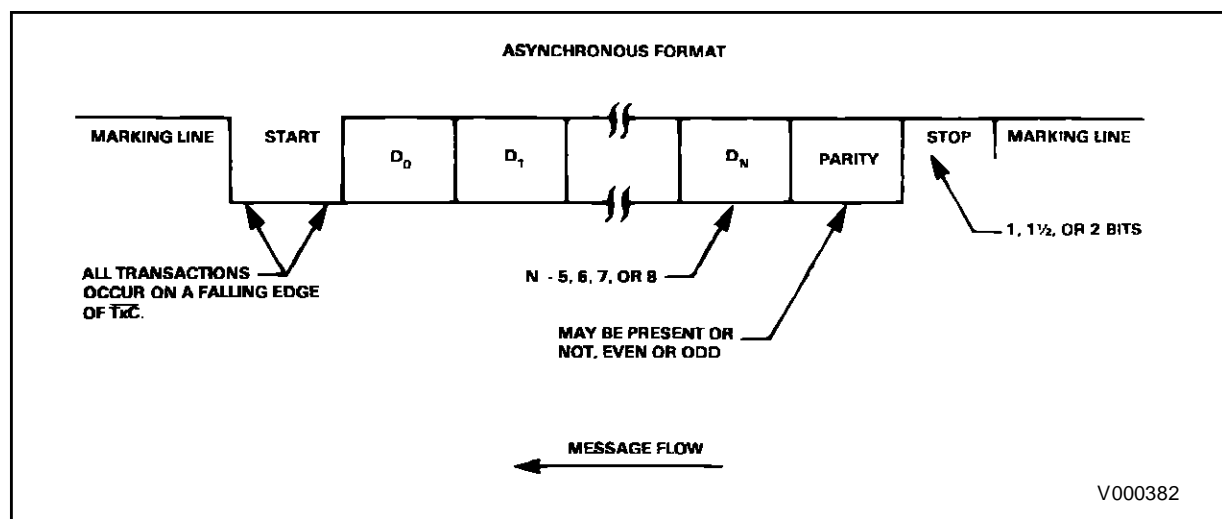 ASYNCHRONOUS FORMAT
MARKING LINE START STOP MARKING LINE
D0 D1 DN PARITY
1, 1½, OR 2 BITS
ALL TRANSACTIONS
OCCUR ON A FALLING EDGE
OF TxC.
N - 5, 6, 7, OR 8
MAY BE PRESENT OR
NOT, EVEN OR ODD
MESSAGE FLOW
V000382